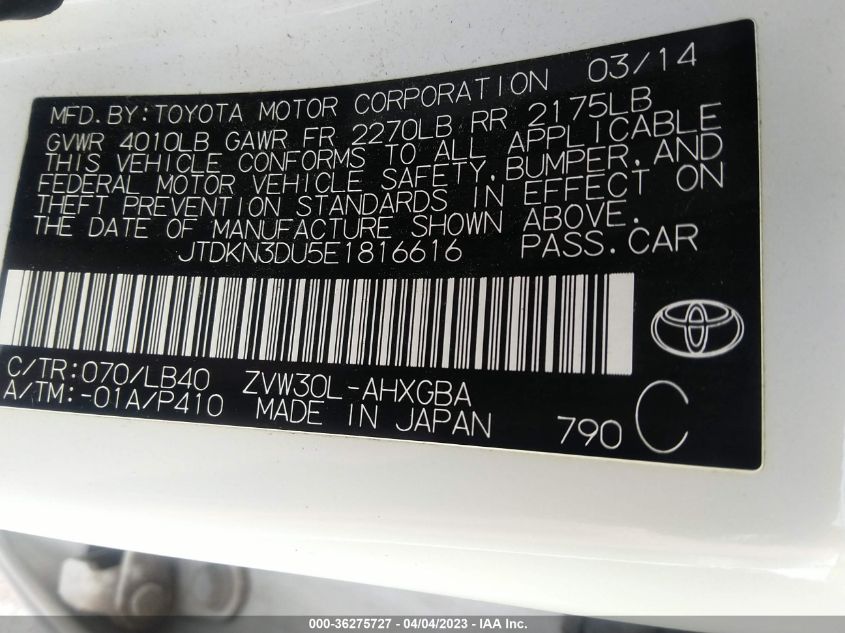 MFD. BY: TOYOTA MOTOR CORPORATION 03/14
GVWR 4010LB GAWR FR 2270LB RR 2175LB
THIS VEHICLE CONFORMS TO ALL APPLICABLE
FEDERAL MOTOR VEHICLE SAFETY, BUMPER, AND
THEFT PREVENTION STANDARDS IN EFFECT ON
THE DATE OF MANUFACTURE SHOWN ABOVE.
JTDKN3DU5E1816616 PASS. CAR
C/TR: 070/LB40 ZVW30L-AHXGBA
A/TM: -01A/P410 MADE IN JAPAN 790 C
000-36275727 - 04/04/2023 - IAA Inc.